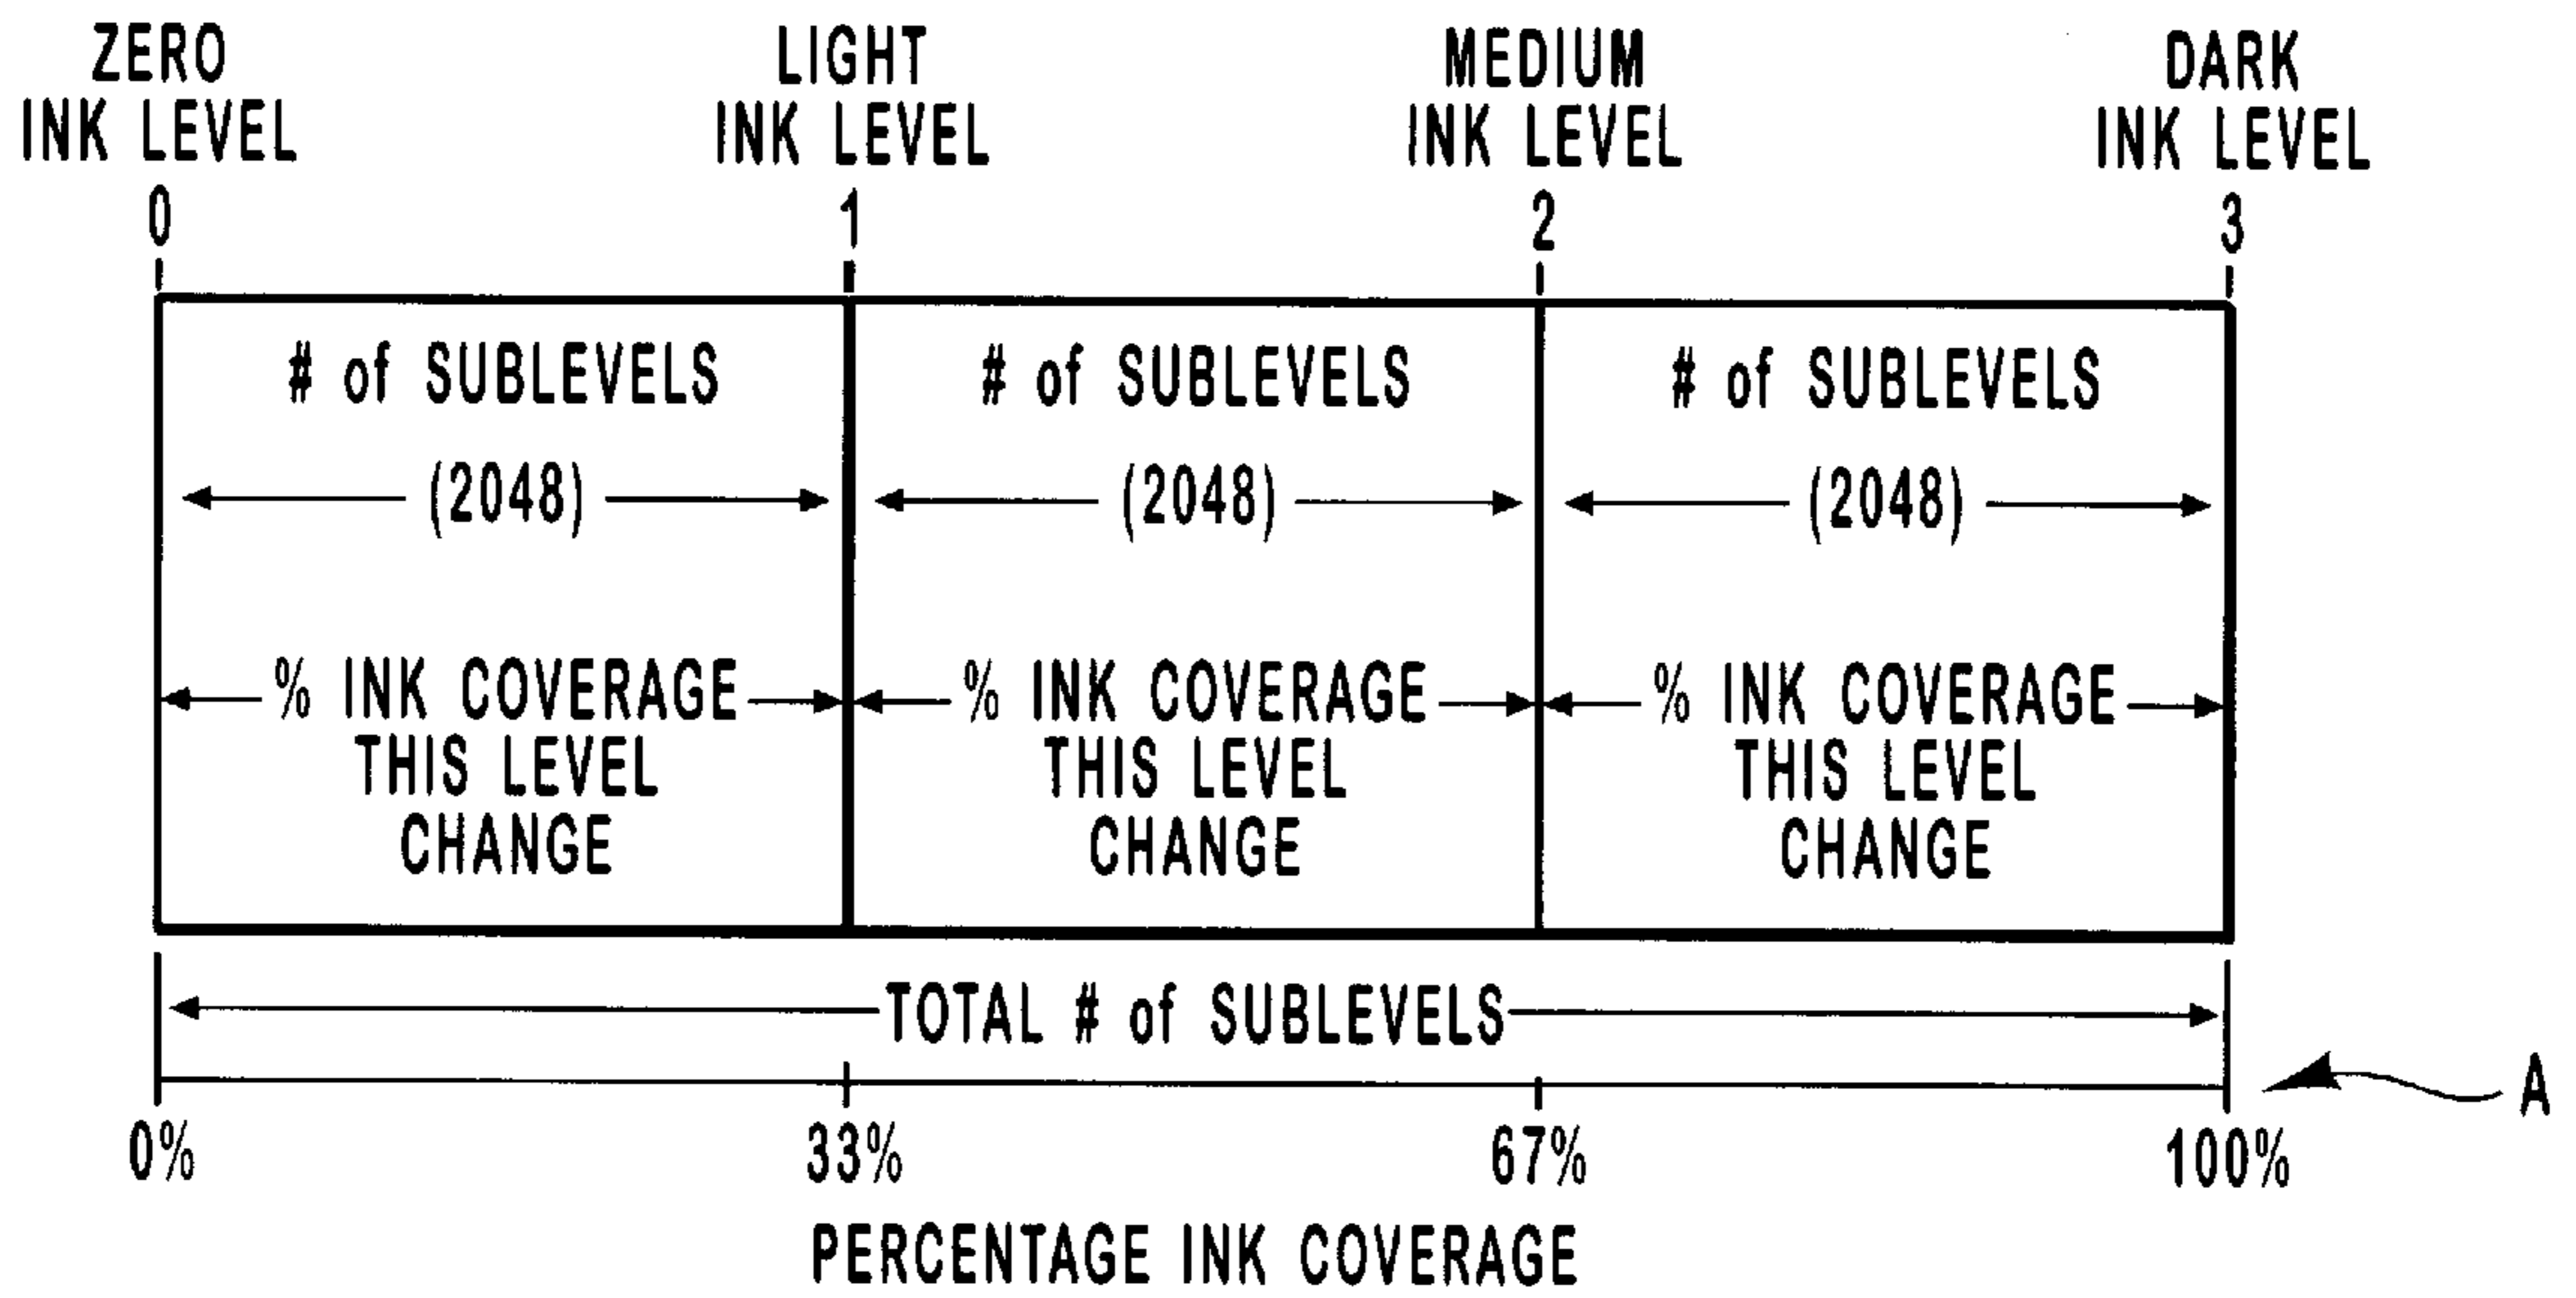 ZERO
INK LEVEL
0
LIGHT
INK LEVEL
1
MEDIUM
INK LEVEL
2
DARK
INK LEVEL
3
# of SUBLEVELS
(2048)
% INK COVERAGE
THIS LEVEL
CHANGE
# of SUBLEVELS
(2048)
% INK COVERAGE
THIS LEVEL
CHANGE
# of SUBLEVELS
(2048)
% INK COVERAGE
THIS LEVEL
CHANGE
TOTAL # of SUBLEVELS
A
0% 33% 67% 100%
PERCENTAGE INK COVERAGE